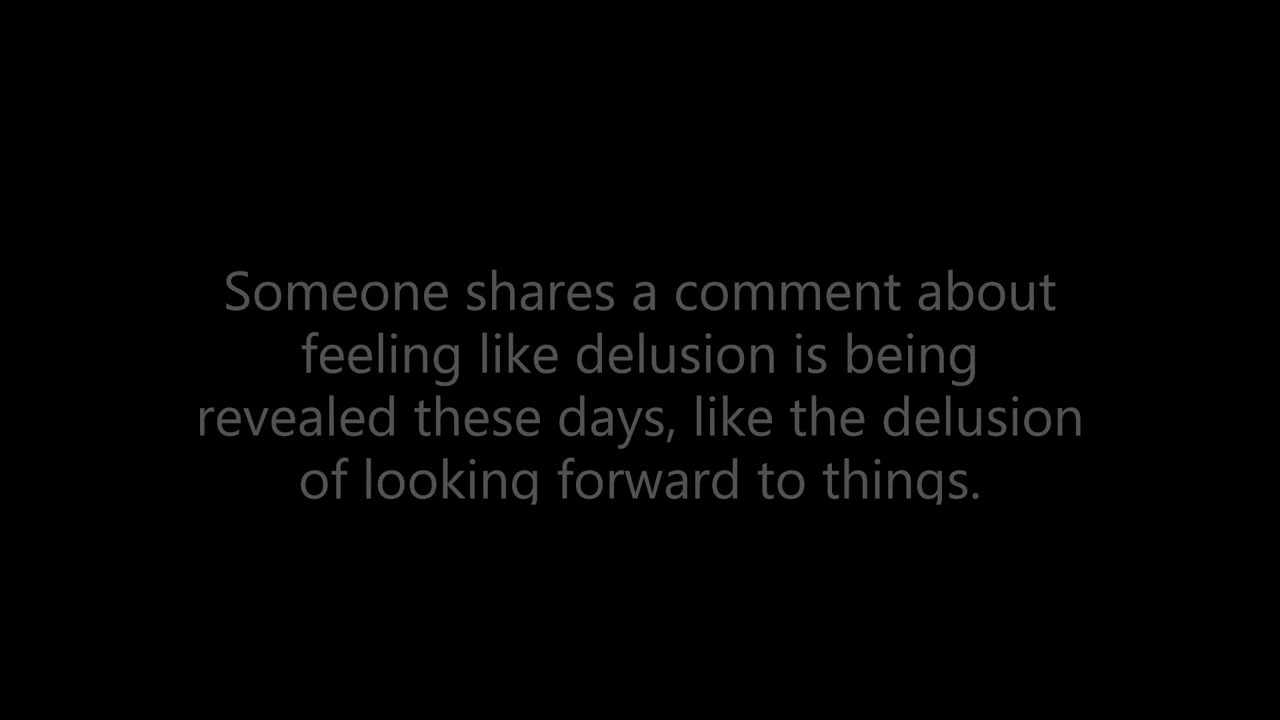 Someone shares a comment about
feeling like delusion is being
revealed these days, like the delusion
of looking forward to things.